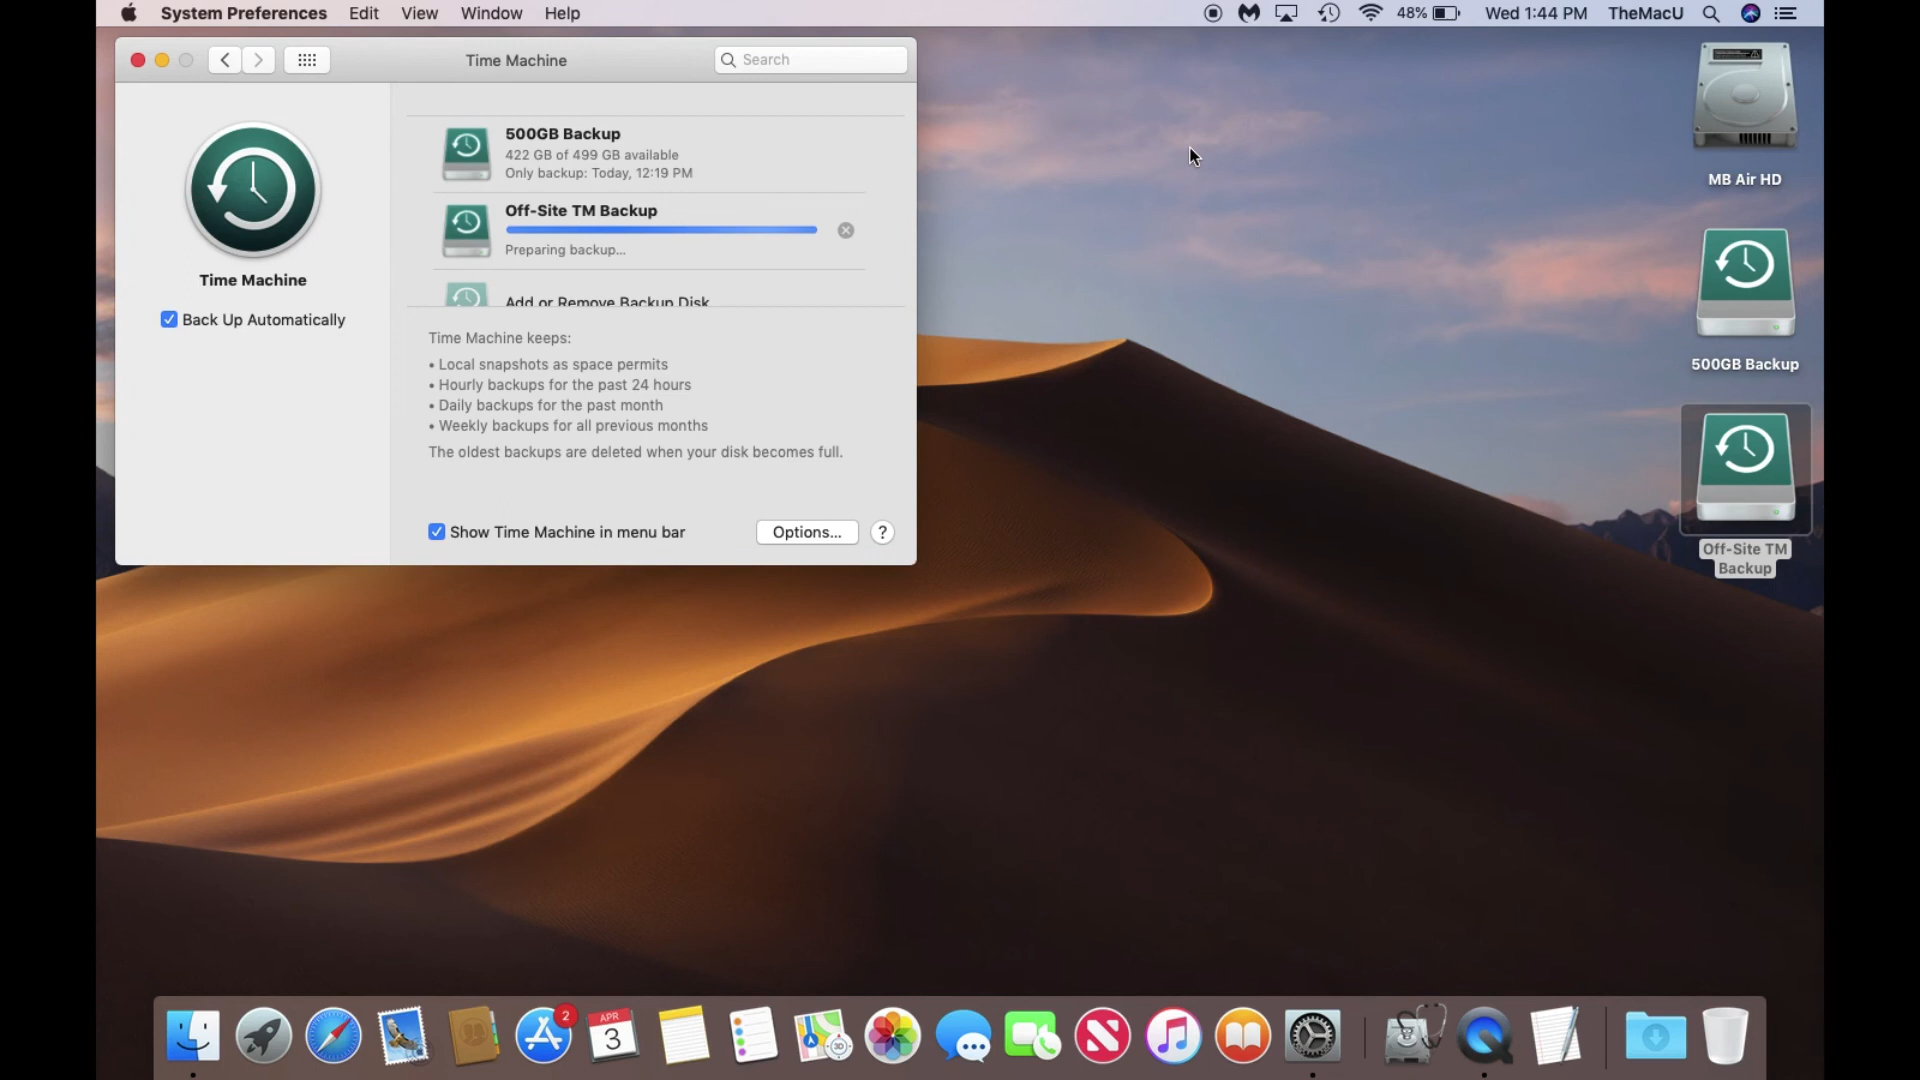 System Preferences Edit View Window Help
48% Wed 1:44 PM TheMacU
Time Machine
Search
Time Machine
Back Up Automatically
500GB Backup
422 GB of 499 GB available
Only backup: Today, 12:19 PM
Off-Site TM Backup
Preparing backup...
Add or Remove Backup Disk
Time Machine keeps:
• Local snapshots as space permits
• Hourly backups for the past 24 hours
• Daily backups for the past month
• Weekly backups for all previous months
The oldest backups are deleted when your disk becomes full.
Show Time Machine in menu bar
Options...
?
MB Air HD
500GB Backup
Off-Site TM
Backup
2
APR
3
3D